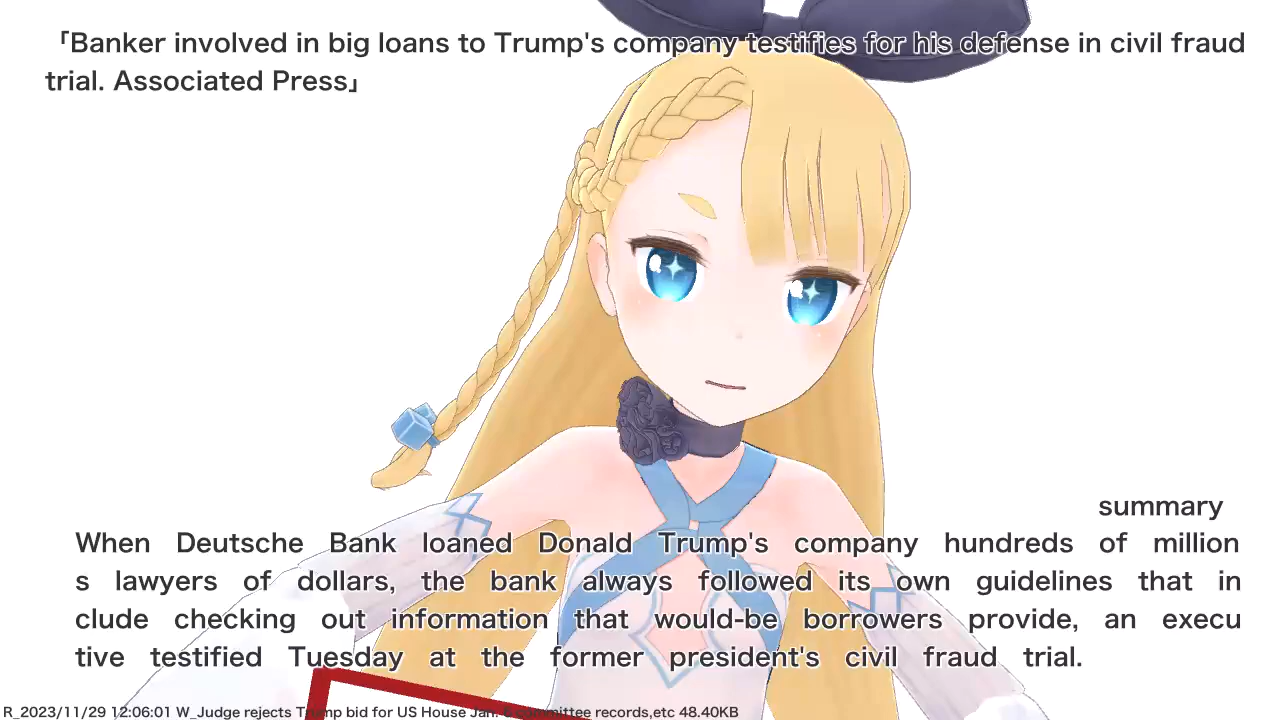 「Banker involved in big loans to Trump's company testifies for his defense in civil fraud
trial. Associated Press」
summary
When Deutsche Bank loaned Donald Trump's company hundreds of million
s lawyers of dollars, the bank always followed its own guidelines that in
clude checking out information that would-be borrowers provide, an execu
tive testified Tuesday at the former president's civil fraud trial.
R_2023/11/29 12:06:01 W_Judge rejects Trump bid for US House Jan. 6 committee records,etc 48.40KB